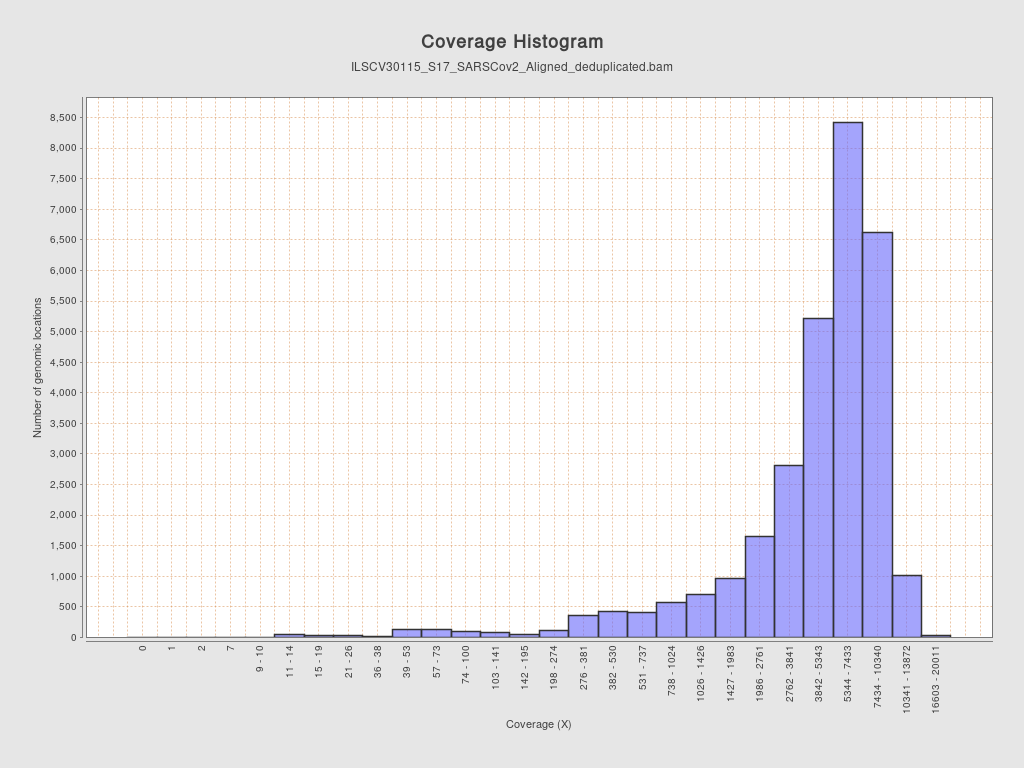 Coverage Histogram
ILSCV30115_S17_SARSCov2_Aligned_deduplicated.bam
Number of genomic locations
8,500
8,000
7,500
7,000
6,500
6,000
5,500
5,000
4,500
4,000
3,500
3,000
2,500
2,000
1,500
1,000
500
0
0
1
2
7
9 - 10
11 - 14
15 - 19
21 - 26
36 - 38
39 - 53
57 - 73
74 - 100
103 - 141
142 - 195
198 - 274
276 - 381
382 - 530
531 - 737
738 - 1024
1026 - 1426
1427 - 1983
1986 - 2761
2762 - 3841
3842 - 5343
5344 - 7433
7434 - 10340
10341 - 13872
16603 - 20011
Coverage (X)